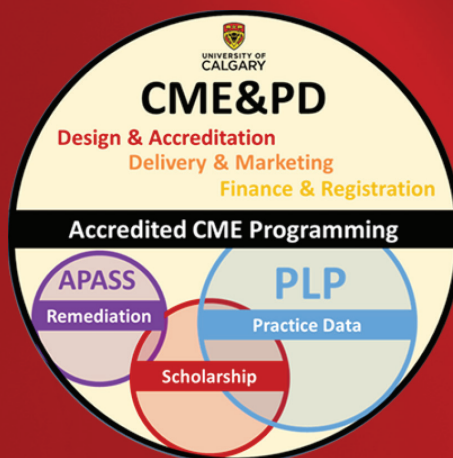 UNIVERSITY OF
CALGARY
CME&PD
Design & Accreditation
Delivery & Marketing
Finance & Registration
Accredited CME Programming
APASS
Remediation
PLP
Practice Data
Scholarship